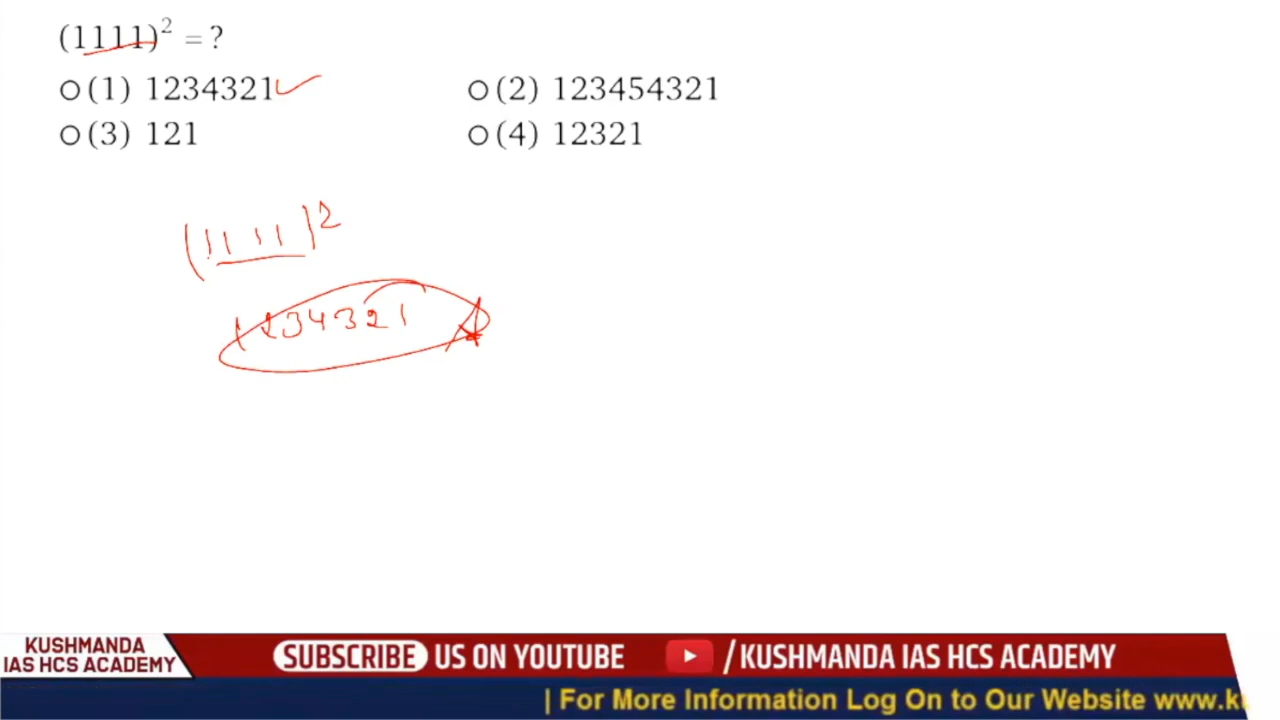 (1111)² = ?
(1) 1234321
(2) 123454321
(3) 121
(4) 12321
(1111)²
1234321
KUSHMANDA
IAS HCS ACADEMY
SUBSCRIBE US ON YOUTUBE /KUSHMANDA IAS HCS ACADEMY
| For More Information Log On to Our Website www.k